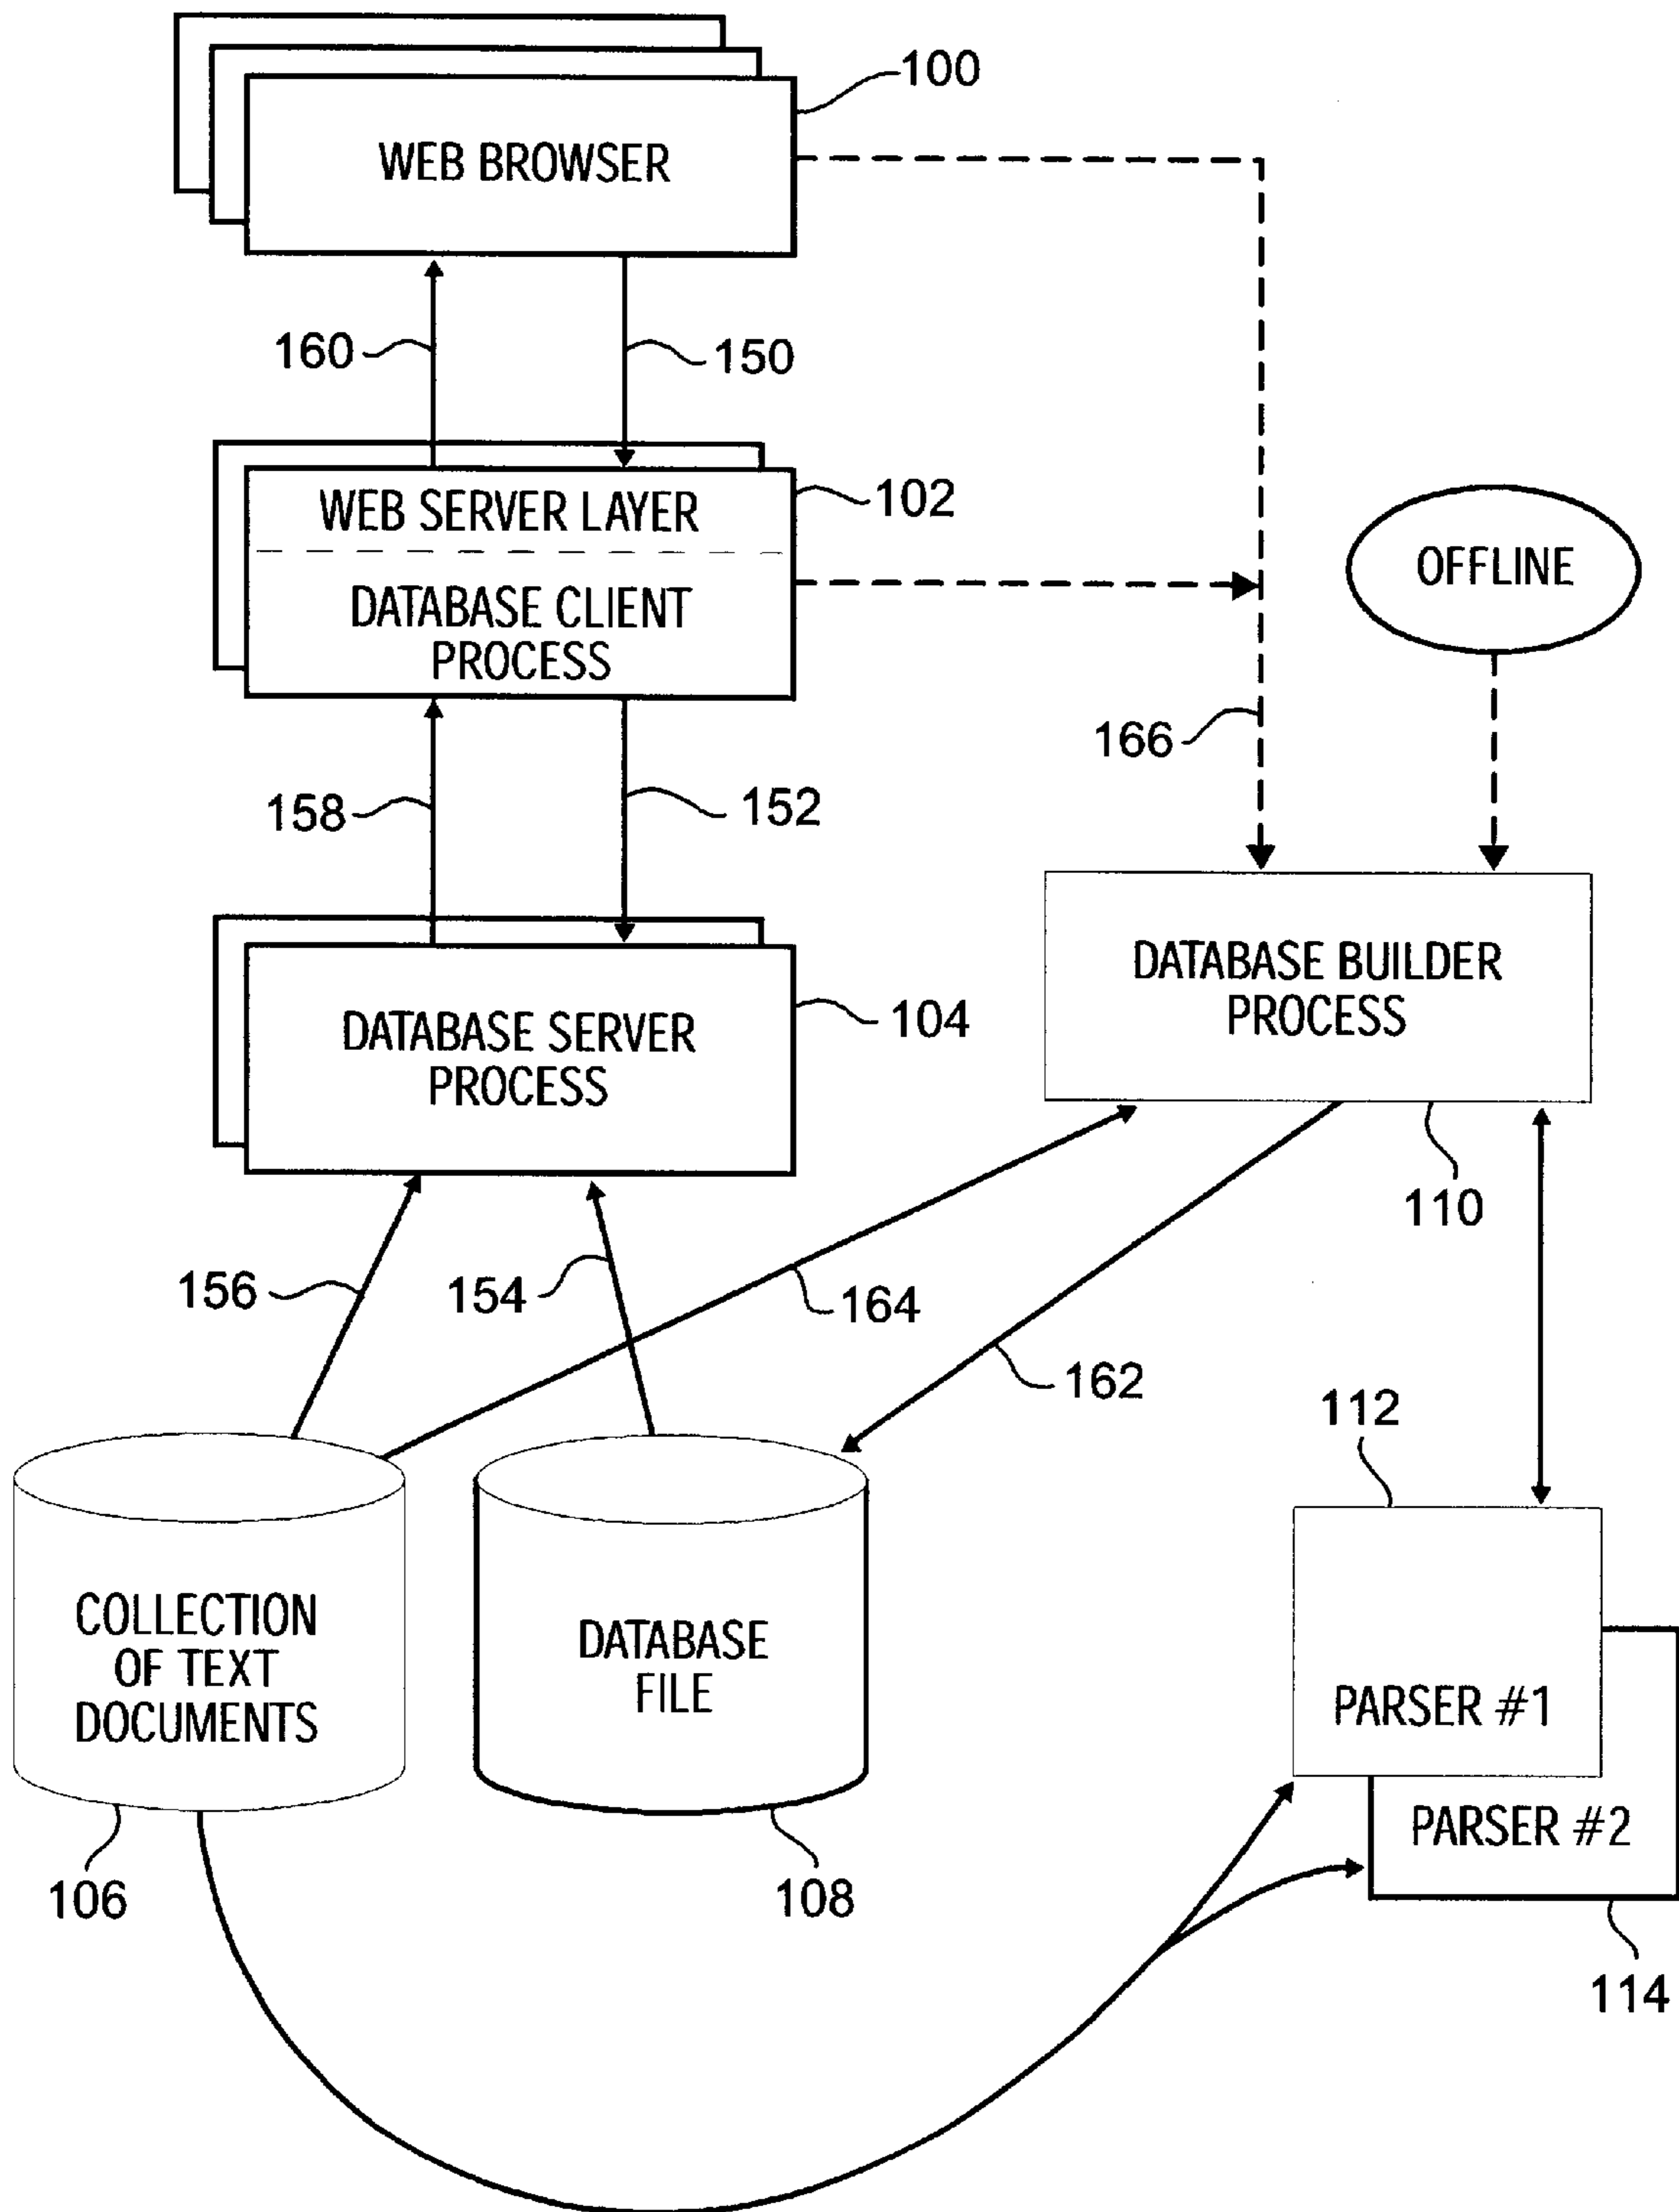 100
WEB BROWSER
160
150
WEB SERVER LAYER
102
DATABASE CLIENT
PROCESS
OFFLINE
166
158
152
DATABASE BUILDER
PROCESS
DATABASE SERVER
PROCESS
104
110
156
154
164
162
112
COLLECTION
OF TEXT
DOCUMENTS
DATABASE
FILE
PARSER #1
PARSER #2
106
108
114